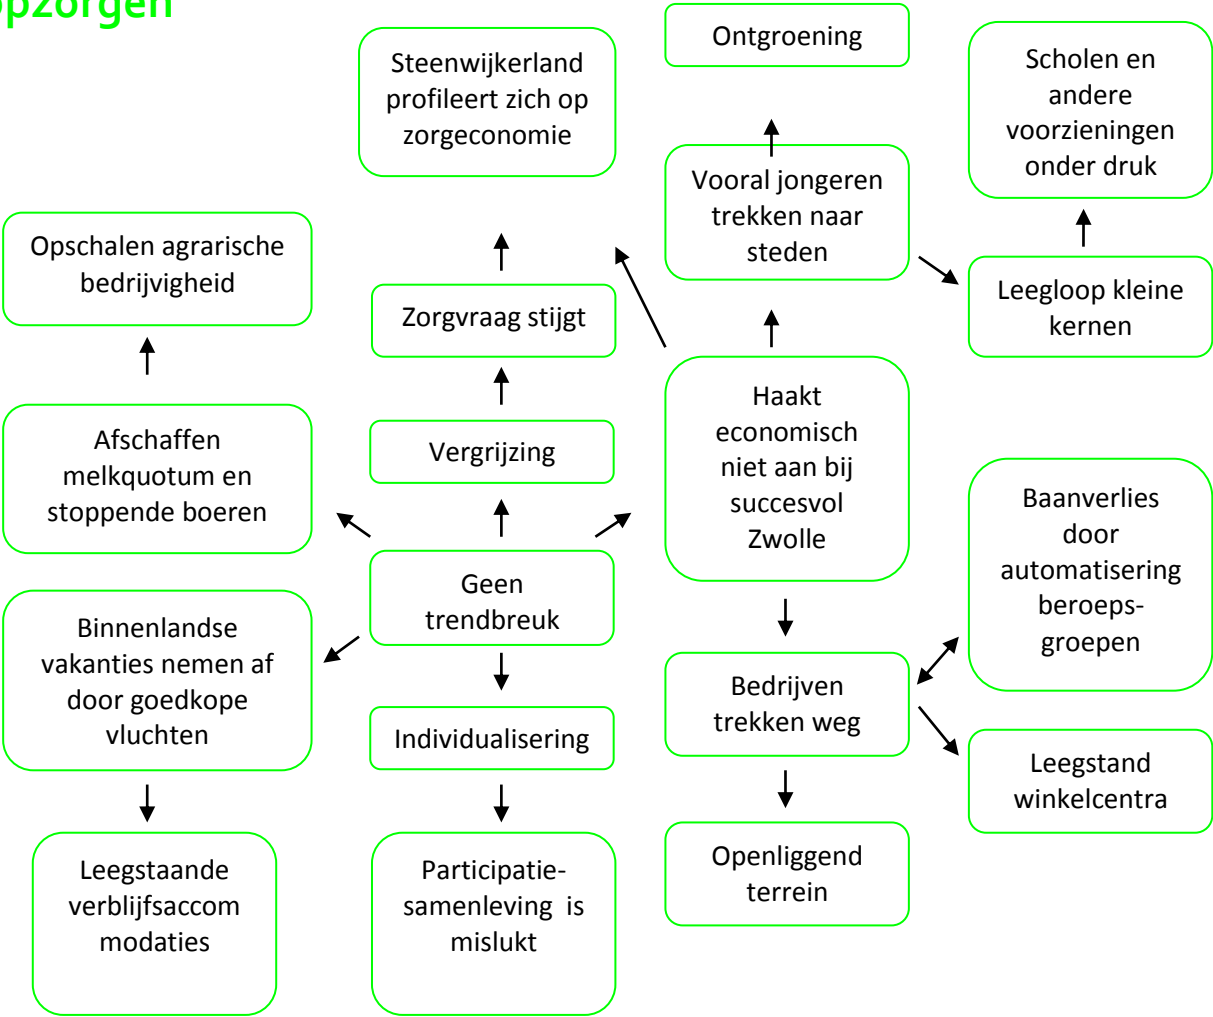 opzorgen
Steenwijkerland
profileert zich op
zorgeconomie
Ontgroening
Scholen en
andere
voorzieningen
onder druk
Vooral jongeren
trekken naar
steden
Opschalen agrarische
bedrijvigheid
Zorgvraag stijgt
Leegloop kleine
kernen
Afschaffen
melkquotum en
stoppende boeren
Vergrijzing
Haakt
economisch
niet aan bij
succesvol
Zwolle
Baanverlies
door
automatisering
beroeps-
groepen
Geen
trendbreuk
Binnenlandse
vakanties nemen af
door goedkope
vluchten
Individualisering
Bedrijven
trekken weg
Leegstand
winkelcentra
Leegstaande
verblijfsaccom
modaties
Participatie-
samenleving is
mislukt
Openliggend
terrein